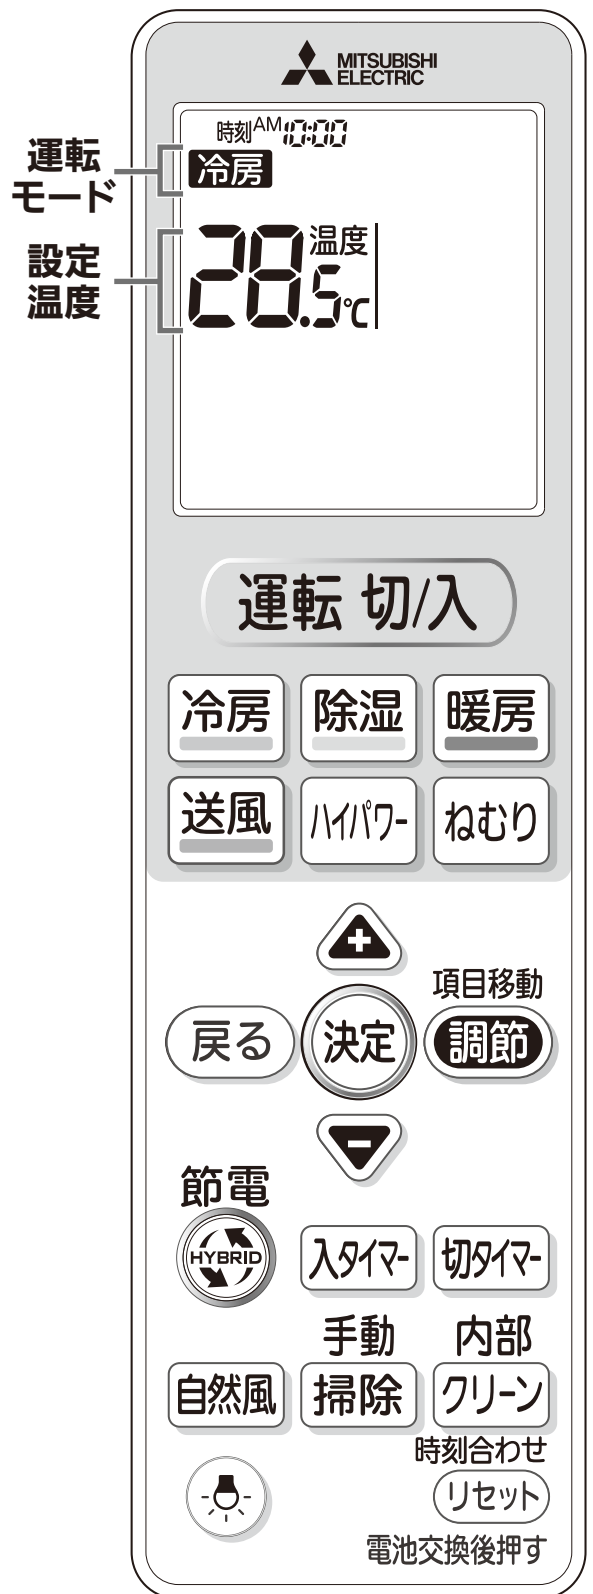 MITSUBISHI
ELECTRIC
時刻AM10:00
運転
モード
冷房
設定
温度
28.5℃
温度
運転 切/入
冷房 除湿 暖房
送風 ハイパワー ねむり
+
項目移動
戻る 決定 調節
-
節電
HYBRID 入タイマー 切タイマー
手動 内部
自然風 掃除 クリーン
時刻合わせ
リセット
電池交換後押す